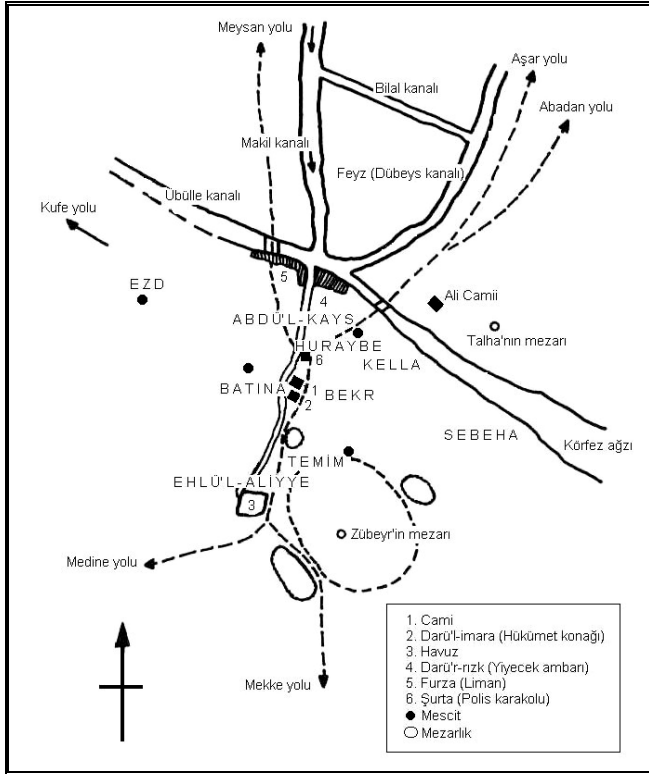 Meysan yolu
Aşar yolu
Bilal kanalı
Abadan yolu
Makil kanalı
Feyz (Dübeys kanalı)
Übülle kanalı
Kufe yolu
5
EZD
4
Ali Camii
ABDÜ'L-KAYS
Talha'nın mezarı
HURAYBE
6
KELLA
BATINA
1
BEKR
2
SEBEHA
Körfez ağzı
TEMİM
EHLÜ'L-ALİYYE
3
Zübeyr'in mezarı
Medine yolu
Mekke yolu
1. Cami
2. Darü'l-imara (Hükümet konağı)
3. Havuz
4. Darü'r-rızk (Yiyecek ambarı)
5. Furza (Liman)
6. Şurta (Polis karakolu)
Mescit
Mezarlık